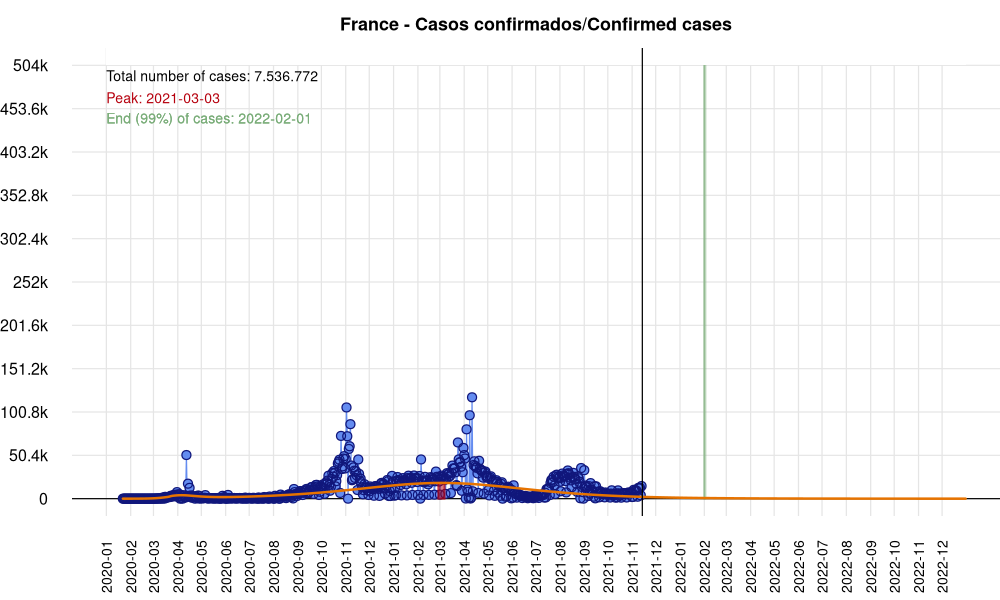 France - Casos confirmados/Confirmed cases
Total number of cases: 7.536.772
Peak: 2021-03-03
End (99%) of cases: 2022-02-01
504k
453.6k
403.2k
352.8k
302.4k
252k
201.6k
151.2k
100.8k
50.4k
0
2020-01
2020-02
2020-03
2020-04
2020-05
2020-06
2020-07
2020-08
2020-09
2020-10
2020-11
2020-12
2021-01
2021-02
2021-03
2021-04
2021-05
2021-06
2021-07
2021-08
2021-09
2021-10
2021-11
2021-12
2022-01
2022-02
2022-03
2022-04
2022-05
2022-06
2022-07
2022-08
2022-09
2022-10
2022-11
2022-12